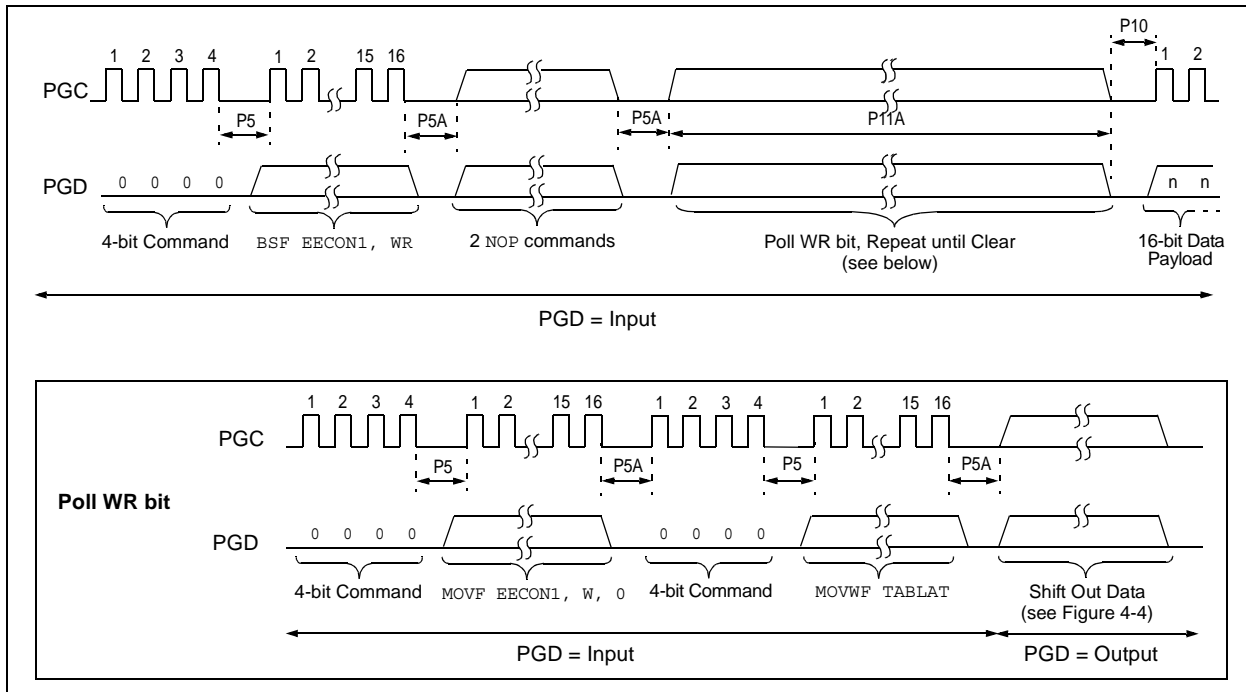 P10
1 2 3 4 1 2 15 16 1 2
PGC
P5 P5A P5A P11A
PGD 0 0 0 0 n n
4-bit Command BSF EECON1, WR 2 NOP commands Poll WR bit, Repeat until Clear 16-bit Data
(see below) Payload
PGD = Input
1 2 3 4 1 2 15 16 1 2 3 4 1 2 15 16
PGC
P5 P5A P5 P5A
Poll WR bit
PGD 0 0 0 0 0 0 0 0
4-bit Command MOVF EECON1, W, 0 4-bit Command MOVWF TABLAT Shift Out Data
(see Figure 4-4)
PGD = Input PGD = Output